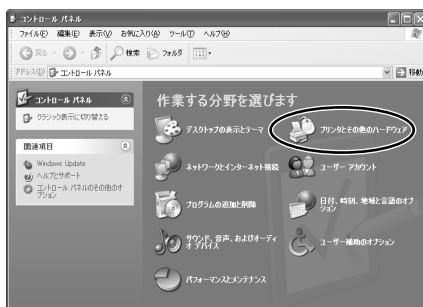 コントロール パネル
ファイル(F) 編集(E) 表示(V) お気に入り(A) ツール(T) ヘルプ(H)
戻る 検索 フォルダ
アドレス(D) コントロール パネル 移動
コントロール パネル
クラシック表示に切り替える
関連項目
Windows Update
ヘルプとサポート
コントロール パネルのその他のオプション
作業する分野を選びます
デスクトップの表示とテーマ
プリンタとその他のハードウェア
ネットワークとインターネット接続
ユーザー アカウント
プログラムの追加と削除
日付、時刻、地域と言語のオプ
ション
サウンド、音声、およびオーディ
オ デバイス
ユーザー補助のオプション
パフォーマンスとメンテナンス